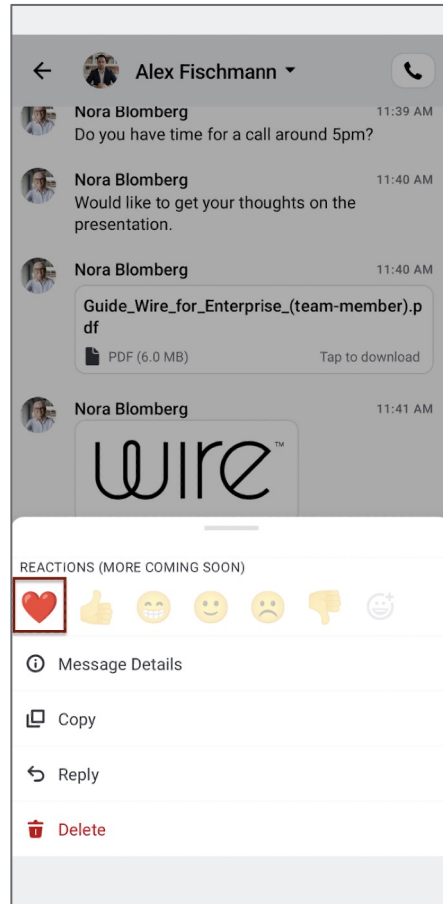 Alex Fischmann
Nora Blomberg 11:39 AM
Do you have time for a call around 5pm?
Nora Blomberg 11:40 AM
Would like to get your thoughts on the
presentation.
Nora Blomberg 11:40 AM
Guide_Wire_for_Enterprise_(team-member).p
df
PDF (6.0 MB) Tap to download
Nora Blomberg 11:41 AM
wire™
REACTIONS (MORE COMING SOON)
Message Details
Copy
Reply
Delete